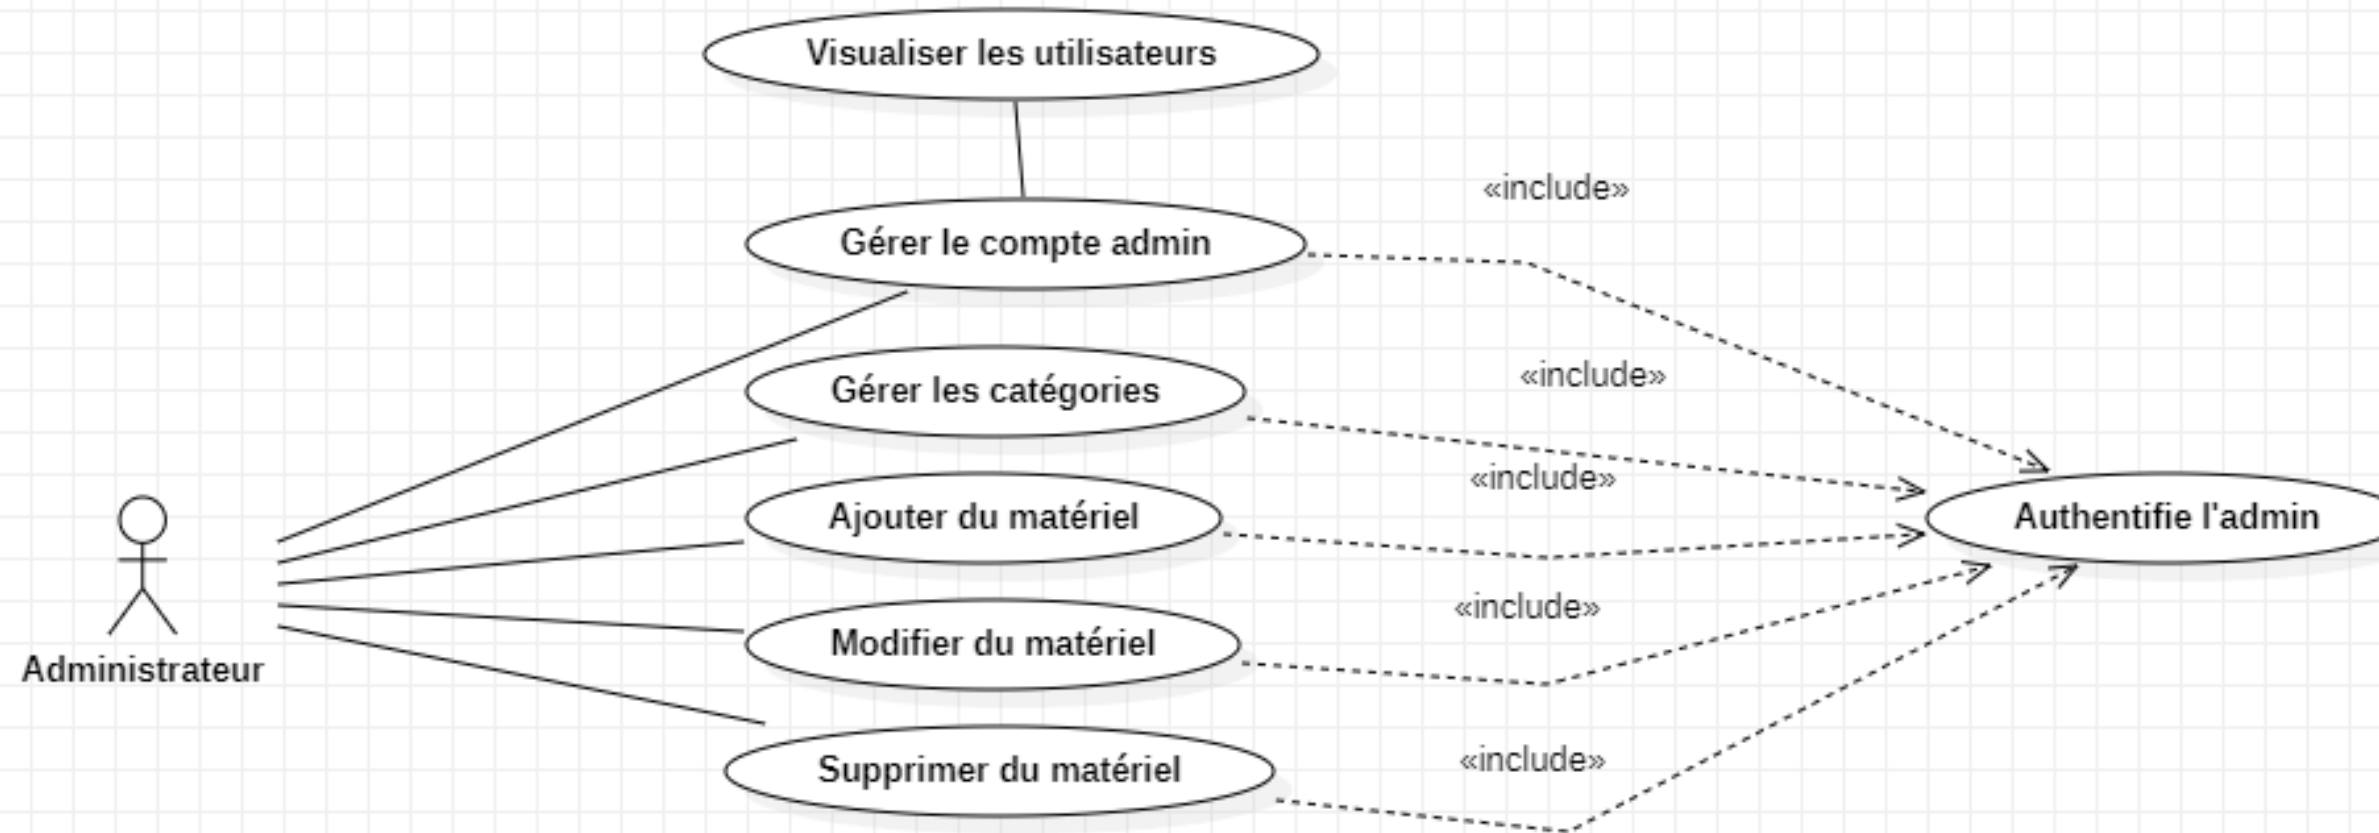 Visualiser les utilisateurs
«include»
Gérer le compte admin
«include»
Gérer les catégories
«include»
Ajouter du matériel
Authentifie l'admin
«include»
Modifier du matériel
Administrateur
«include»
Supprimer du matériel